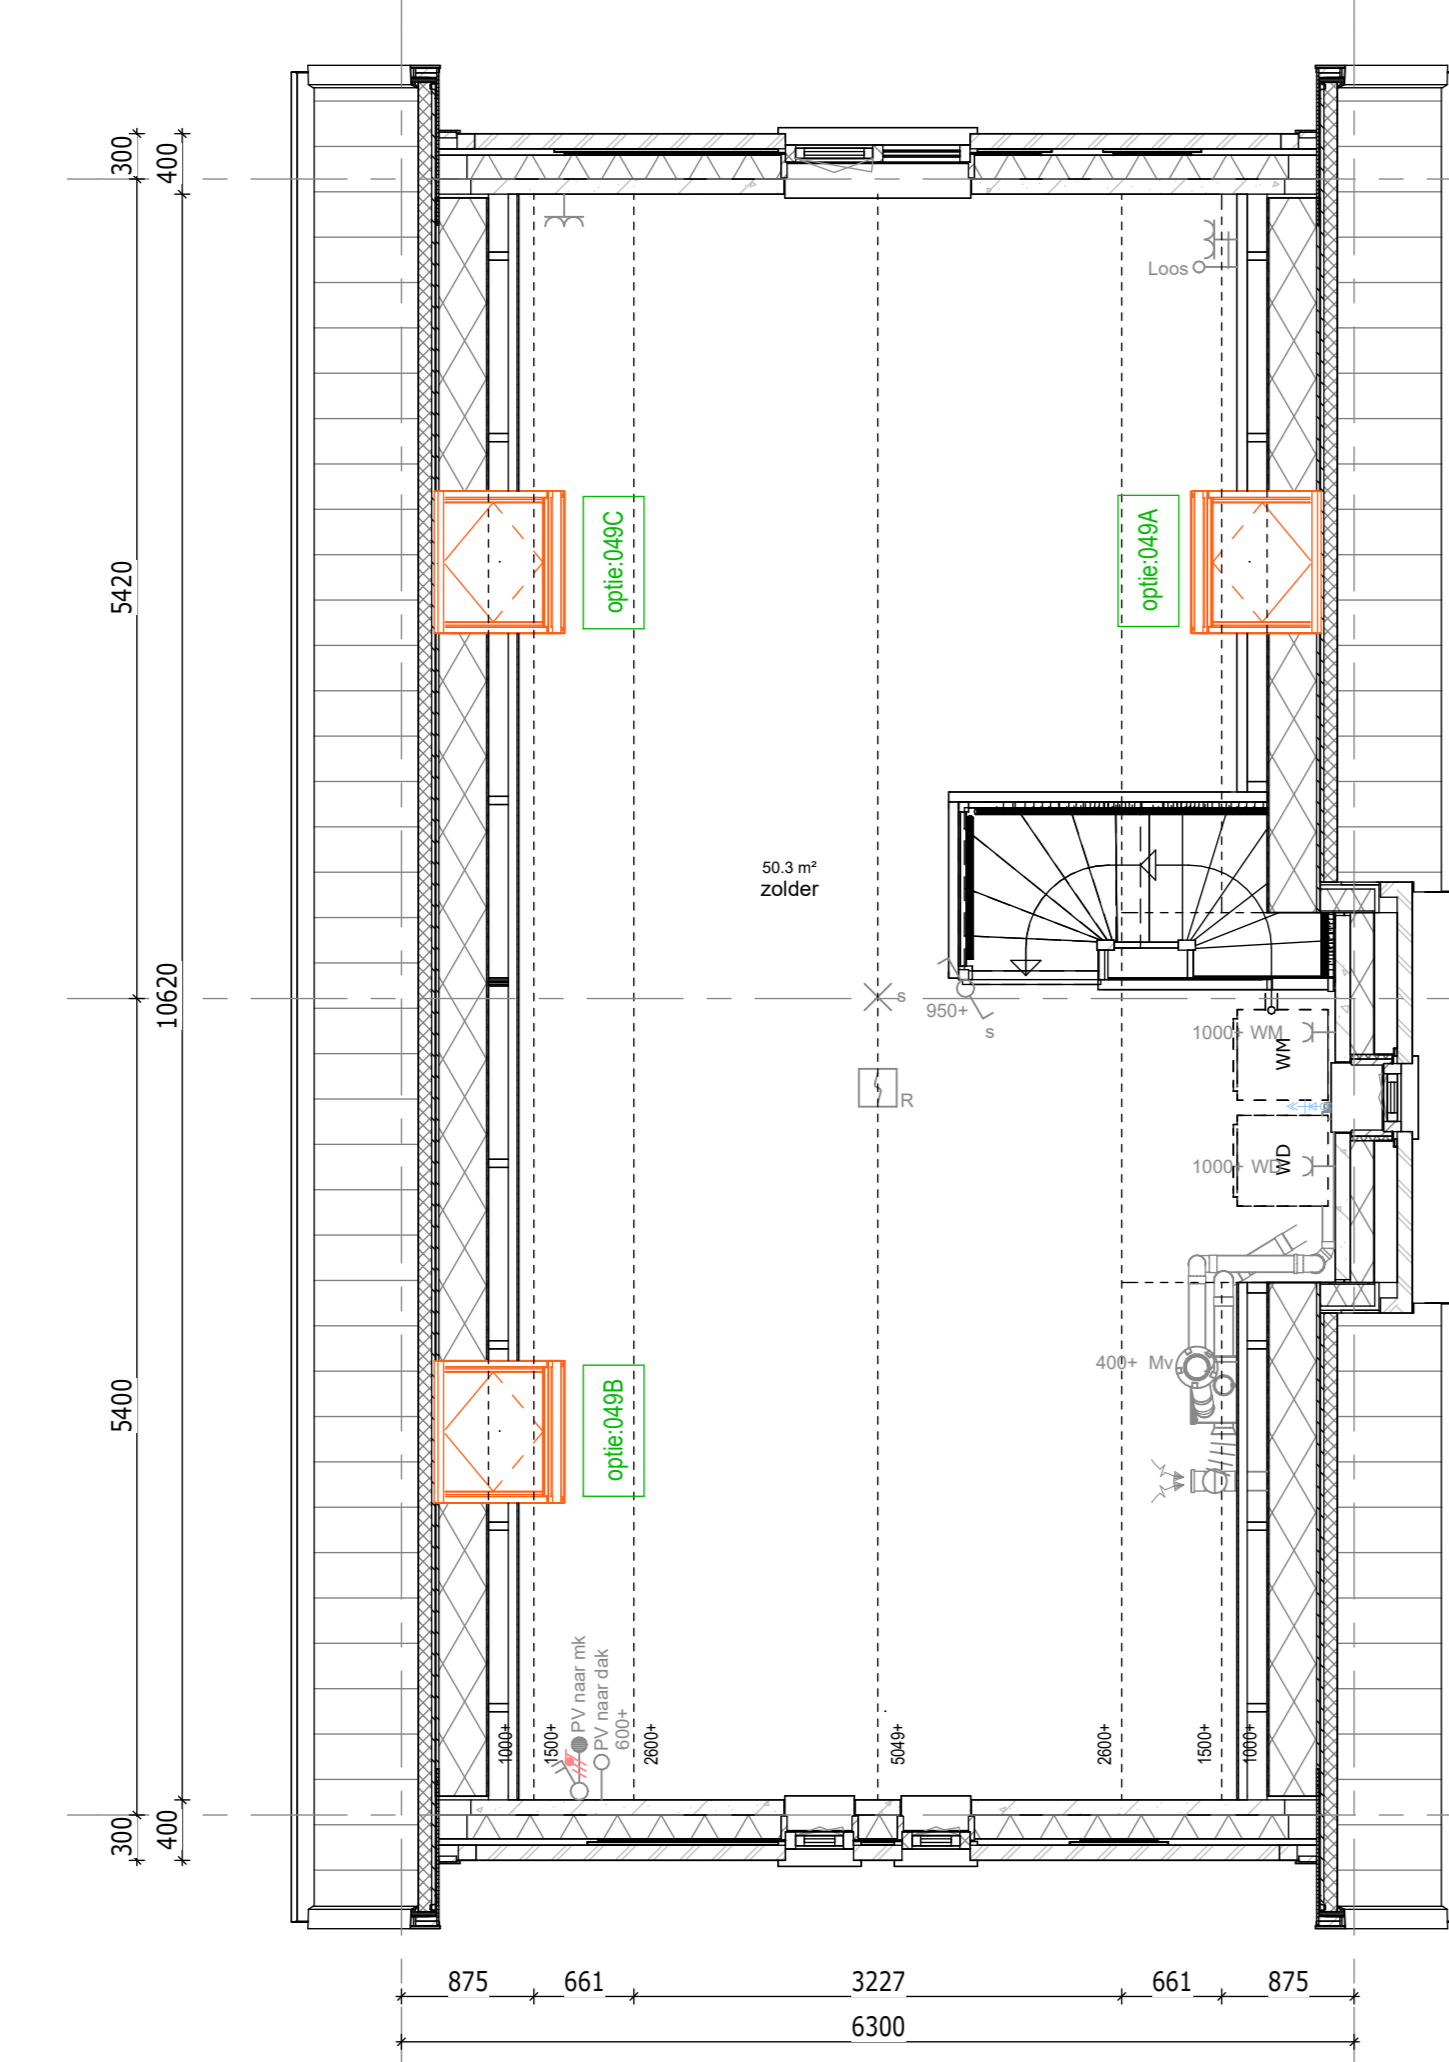 300
400
Loos
optie:049C
optie:049A
5420
50.3 m²
zolder
10620
s
950+
s
1000+ WM
WM
R
1000+ WD
WD
400+ Mv
optie:049B
5400
PV naar mk
PV naar dak
600+
1000+
1500+
2600+
5049+
2600+
1500+
1000+
300
400
875
661
3227
661
875
6300